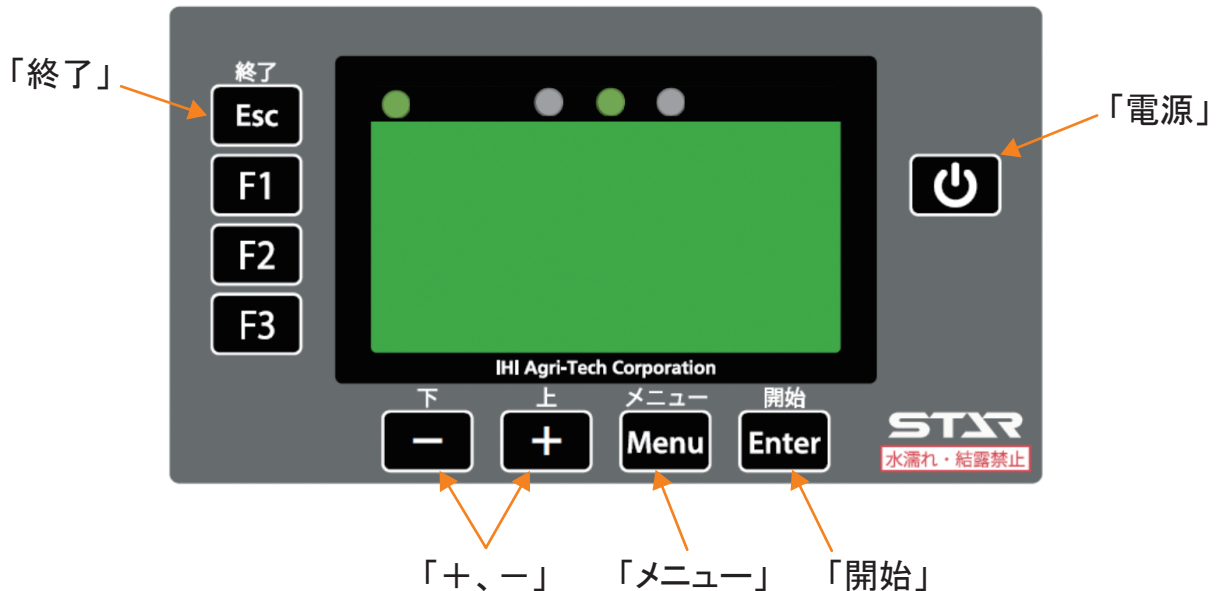 「終了」
終了
Esc
F1
F2
F3
「電源」
IHI Agri-Tech Corporation
下
上
メニュー
開始
−
+
Menu
Enter
STAR
水濡れ・結露禁止
「＋、－」
「メニュー」
「開始」